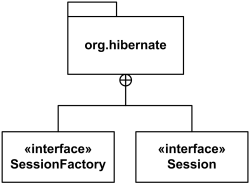 org.hibernate
«interface»
SessionFactory
«interface»
Session